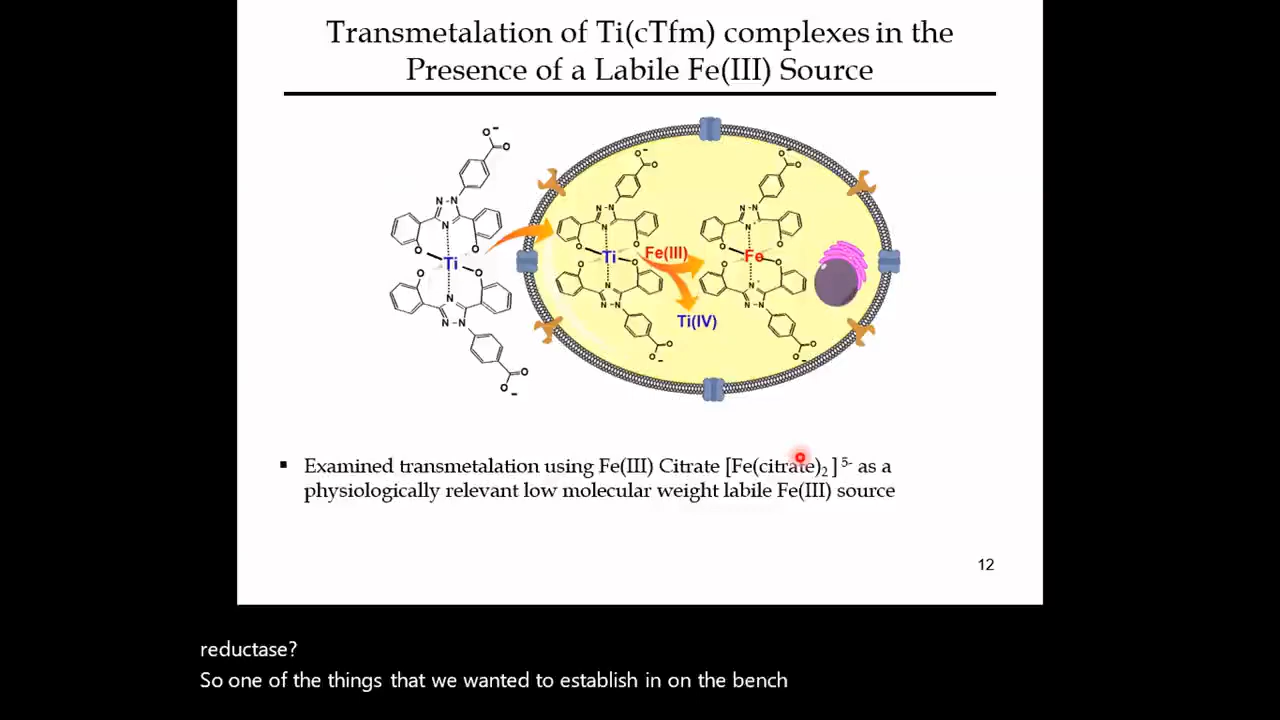 Transmetalation of Ti(cTfm) complexes in the
Presence of a Labile Fe(III) Source
O⁻
O
N N
N
O
O
Ti
O
O
N
N N
O
O⁻
O⁻
O
N N
N
O
O
Ti
O
O
N
N N
O
O⁻
Fe(III)
Ti(IV)
O⁻
O
N N
N
O
O
Fe
O
O
N
N N
O
O⁻
▪ Examined transmetalation using Fe(III) Citrate [Fe(citrate)₂]⁵⁻ as a
physiologically relevant low molecular weight labile Fe(III) source
12
reductase?
So one of the things that we wanted to establish in on the bench